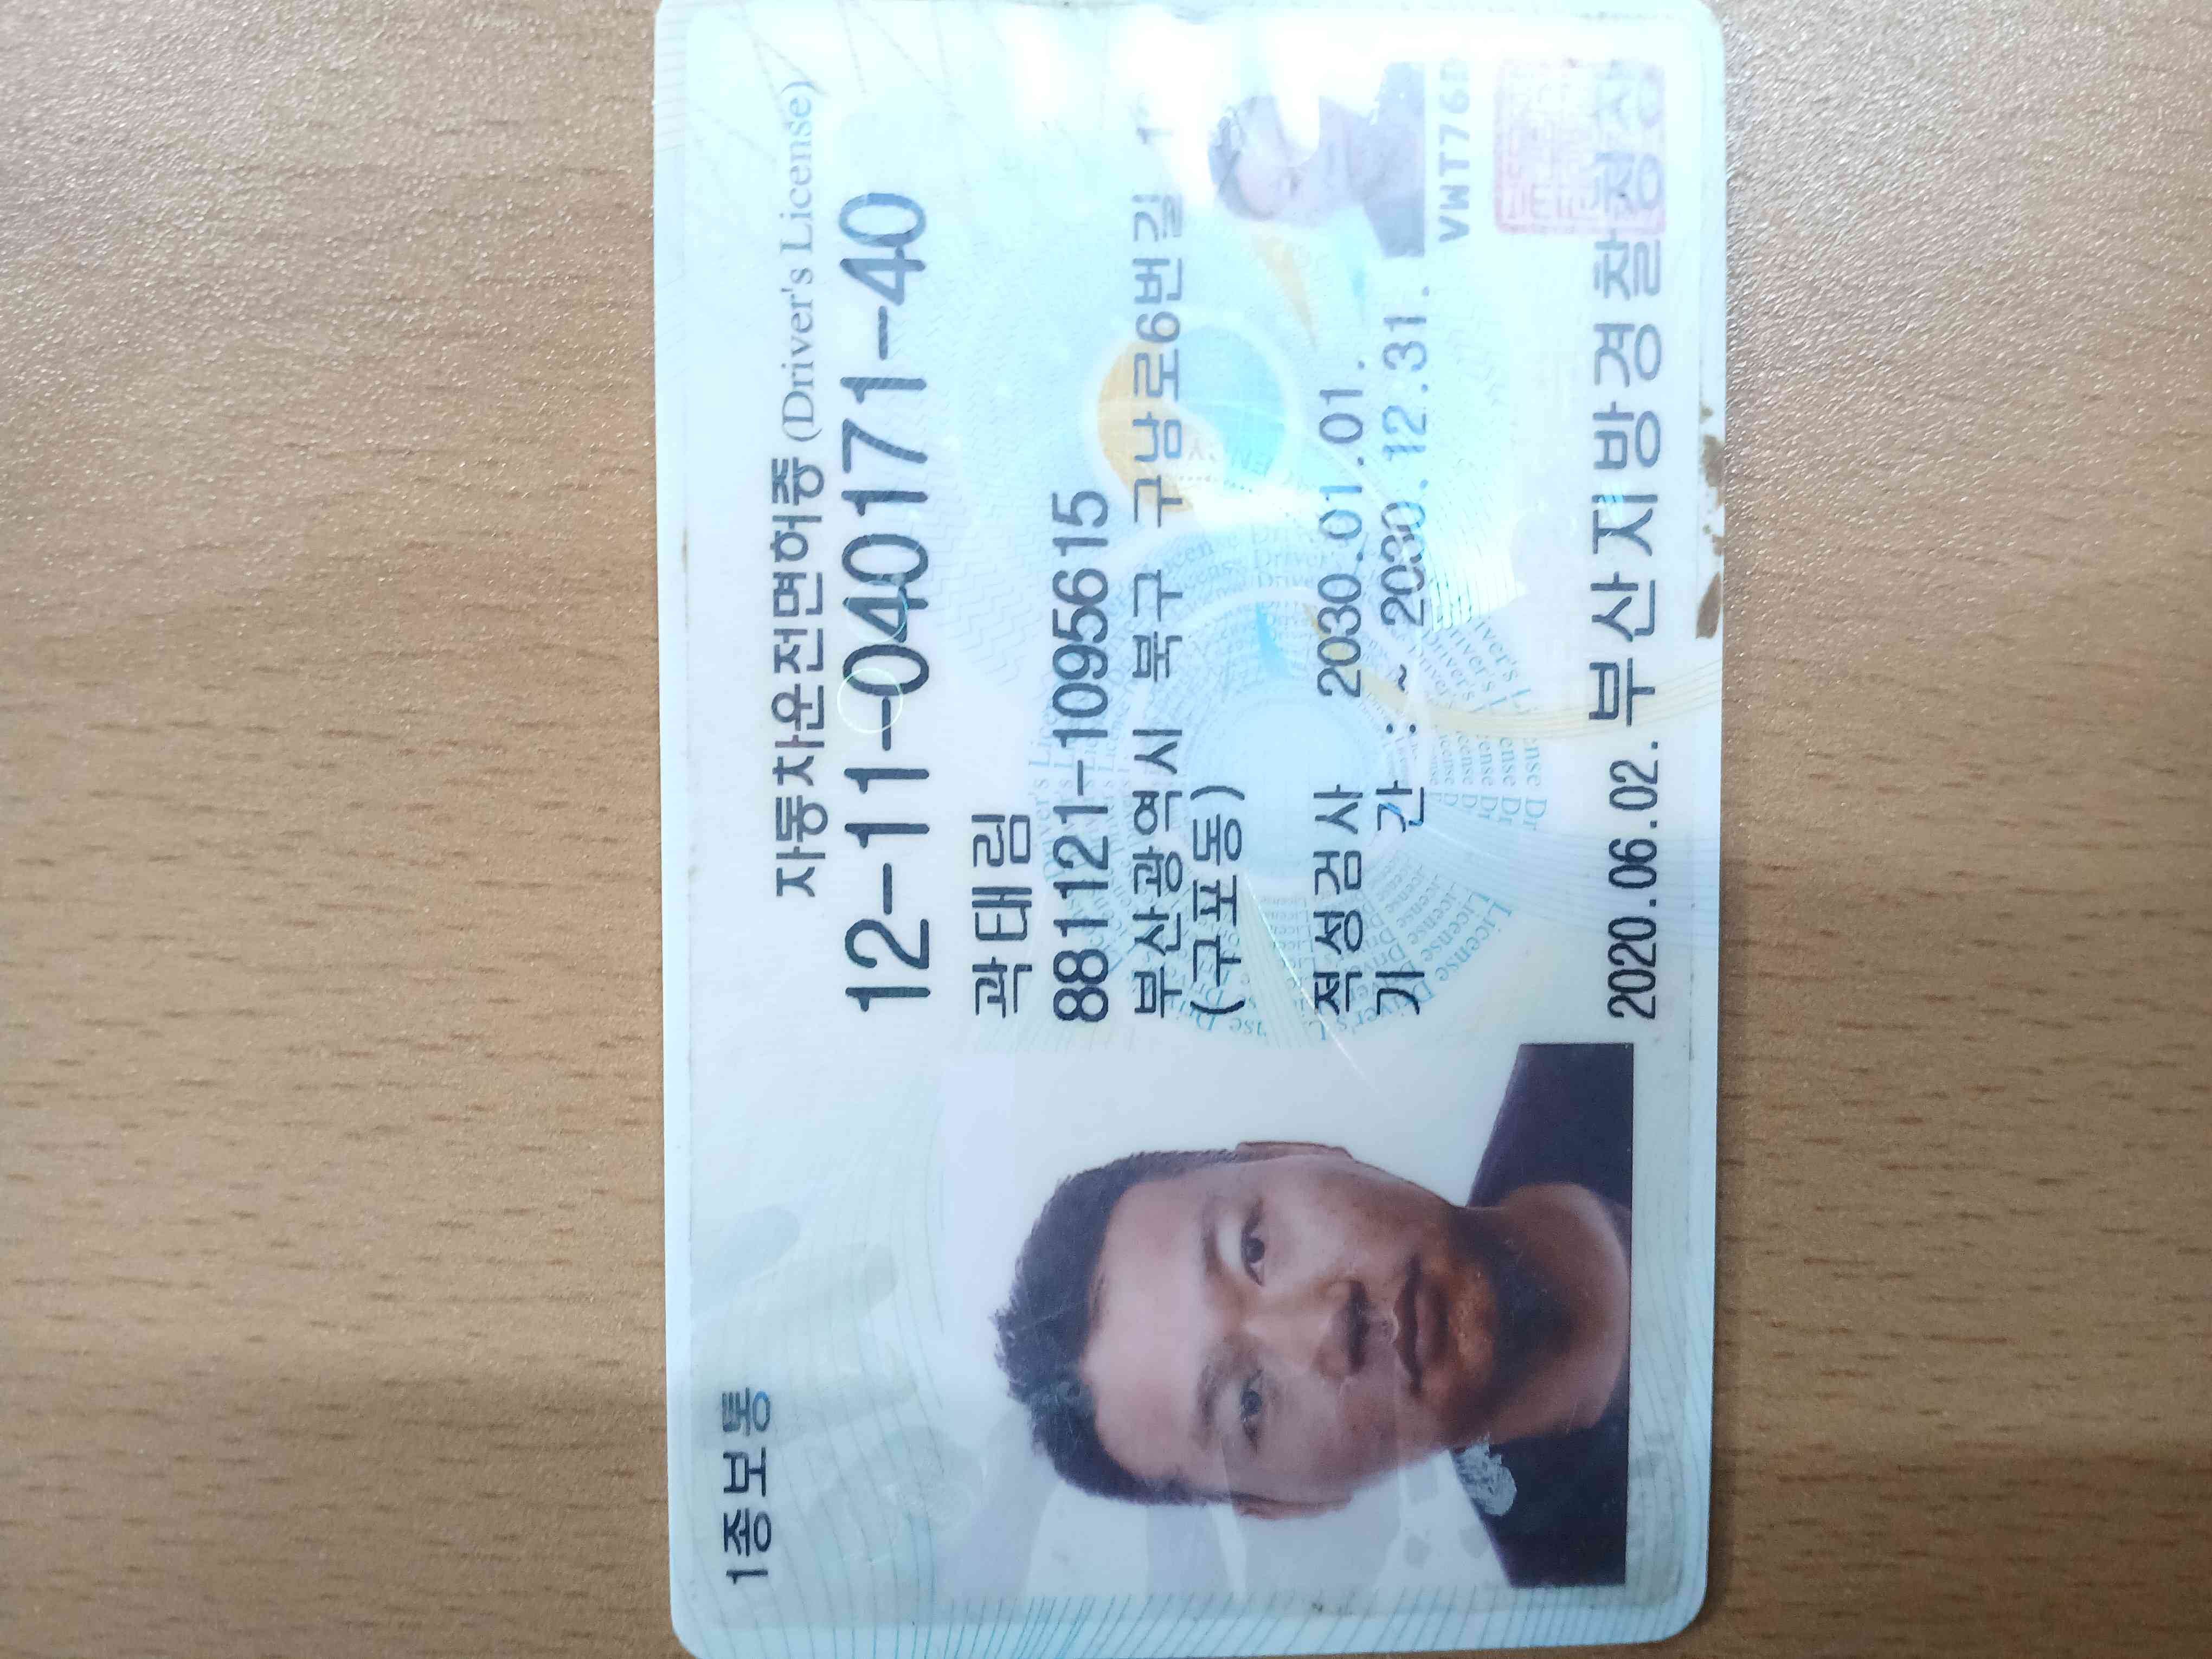 1종보통
자동차운전면허증 (Driver's License)
12-11-040171-40
곽태림
881121-1095615
부산광역시 북구 구남로6번길
(구포동)
적성검사 2030.01.01.
기 간 : ~ 2030.12.31.
VWT76
2020.06.02. 부산지방경찰청장